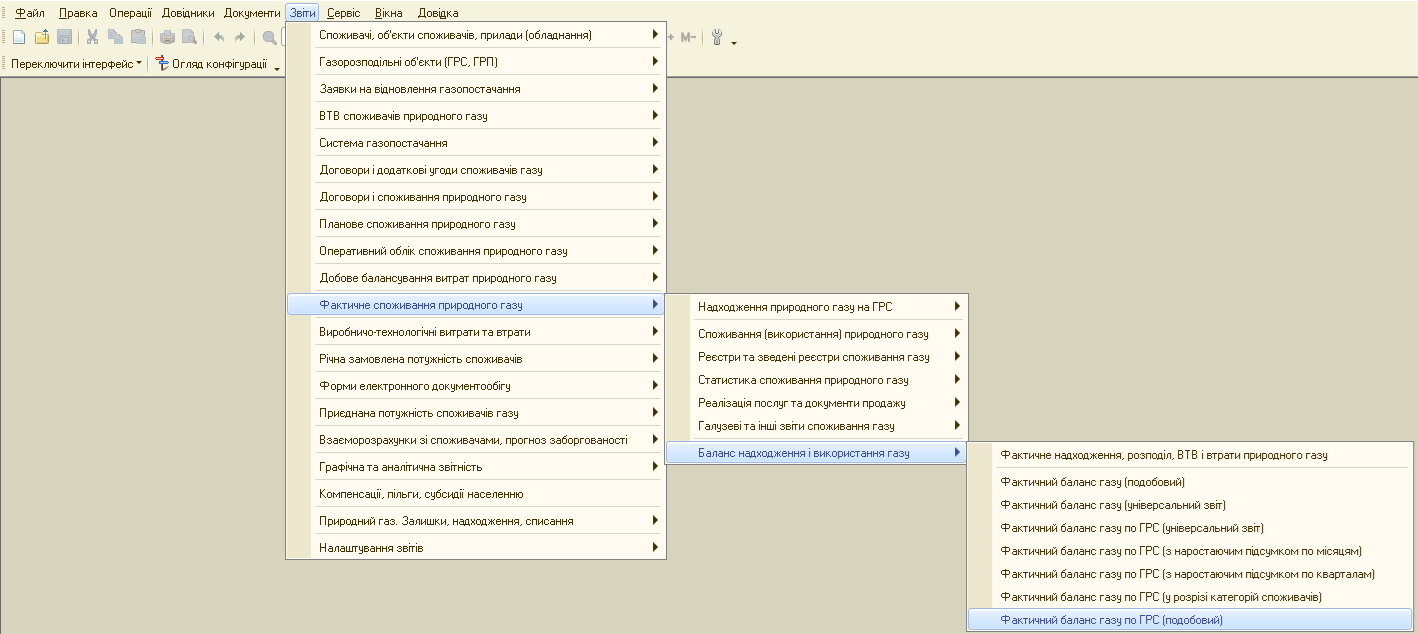 Файл Правка Операції Довідники Документи Звіти Сервіс Вікна Довідка
M-
Переключити інтерфейс Огляд конфігурації
Споживачі, об'єкти споживачів, прилади (обладнання)
Газорозподільні об'єкти (ГРС, ГРП)
Заявки на відновлення газопостачання
ВТВ споживачів природного газу
Система газопостачання
Договори і додаткові угоди споживачів газу
Договори і споживання природного газу
Планове споживання природного газу
Оперативний облік споживання природного газу
Добове балансування витрат природного газу
Фактичне споживання природного газу
Виробничо-технологічні витрати та втрати
Річна замовлена потужність споживачів
Форми електронного документообігу
Приєднана потужність споживачів газу
Взаєморозрахунки зі споживачами, прогноз заборгованості
Графічна та аналітична звітність
Компенсації, пільги, субсидії населенню
Природний газ. Залишки, надходження, списання
Налаштування звітів
Надходження природного газу на ГРС
Споживання (використання) природного газу
Реєстри та зведені реєстри споживання газу
Статистика споживання природного газу
Реалізація послуг та документи продажу
Галузеві та інші звіти споживання газу
Баланс надходження і використання газу
Фактичне надходження, розподіл, ВТВ і втрати природного газу
Фактичний баланс газу (подобовий)
Фактичний баланс газу (універсальний звіт)
Фактичний баланс газу по ГРС (універсальний звіт)
Фактичний баланс газу по ГРС (з наростаючим підсумком по місяцям)
Фактичний баланс газу по ГРС (з наростаючим підсумком по кварталам)
Фактичний баланс газу по ГРС (у розрізі категорій споживачів)
Фактичний баланс газу по ГРС (подобовий)